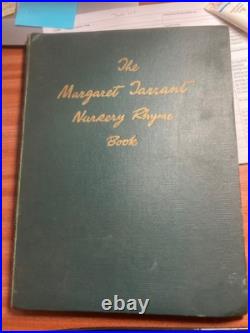 The
Margaret Tarrant
Nursery Rhyme
Book